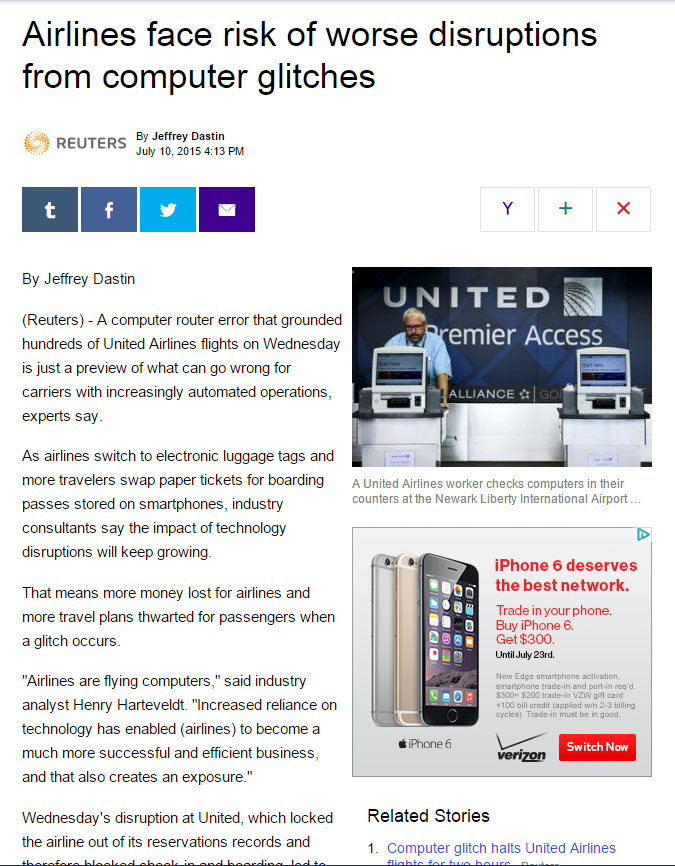 Airlines face risk of worse disruptions
from computer glitches
REUTERS
By Jeffrey Dastin
July 10, 2015 4:13 PM
t
f
Y
+
By Jeffrey Dastin
(Reuters) - A computer router error that grounded
hundreds of United Airlines flights on Wednesday
is just a preview of what can go wrong for
carriers with increasingly automated operations,
experts say.
As airlines switch to electronic luggage tags and
more travelers swap paper tickets for boarding
passes stored on smartphones, industry
consultants say the impact of technology
disruptions will keep growing.
That means more money lost for airlines and
more travel plans thwarted for passengers when
a glitch occurs.
"Airlines are flying computers," said industry
analyst Henry Harteveldt. "Increased reliance on
technology has enabled (airlines) to become a
much more successful and efficient business,
and that also creates an exposure."
Wednesday's disruption at United, which locked
the airline out of its reservations records and
therefore blocked check-in and boarding, led to
UNITED
Premier Access
ALLIANCE
A United Airlines worker checks computers in their
counters at the Newark Liberty International Airport ...
iPhone 6 deserves
the best network.
Trade in your phone.
Buy iPhone 6.
Get $300.
Until July 23rd.
New Edge smartphone activation,
smartphone trade-in and port-in req'd.
$300= $200 trade-in VZW gift card
+100 bill credit (applied w/n 2-3 billing
cycles). Trade-in must be in good.
iPhone 6
verizon
Switch Now
Related Stories
1. Computer glitch halts United Airlines
flights for two hours Reuters